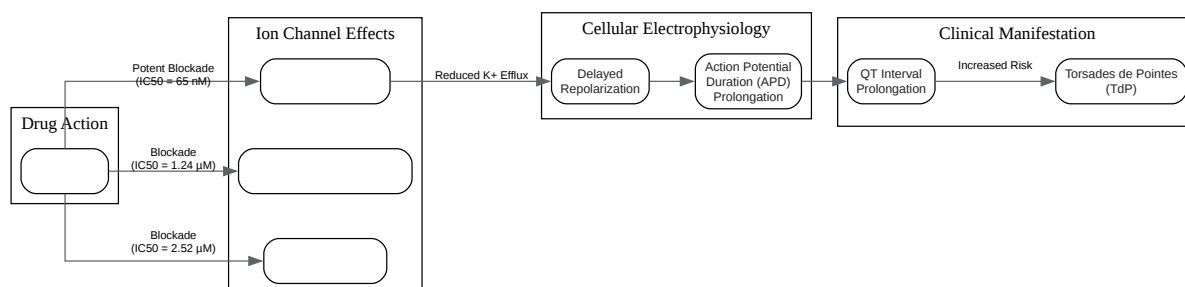 Drug Action
Ion Channel Effects
Potent Blockade
(IC50 = 65 nM)
Blockade
(IC50 = 1.24 µM)
Blockade
(IC50 = 2.52 µM)
Reduced K+ Efflux
Cellular Electrophysiology
Delayed
Repolarization
Action Potential
Duration (APD)
Prolongation
Clinical Manifestation
QT Interval
Prolongation
Increased Risk
Torsades de Pointes
(TdP)